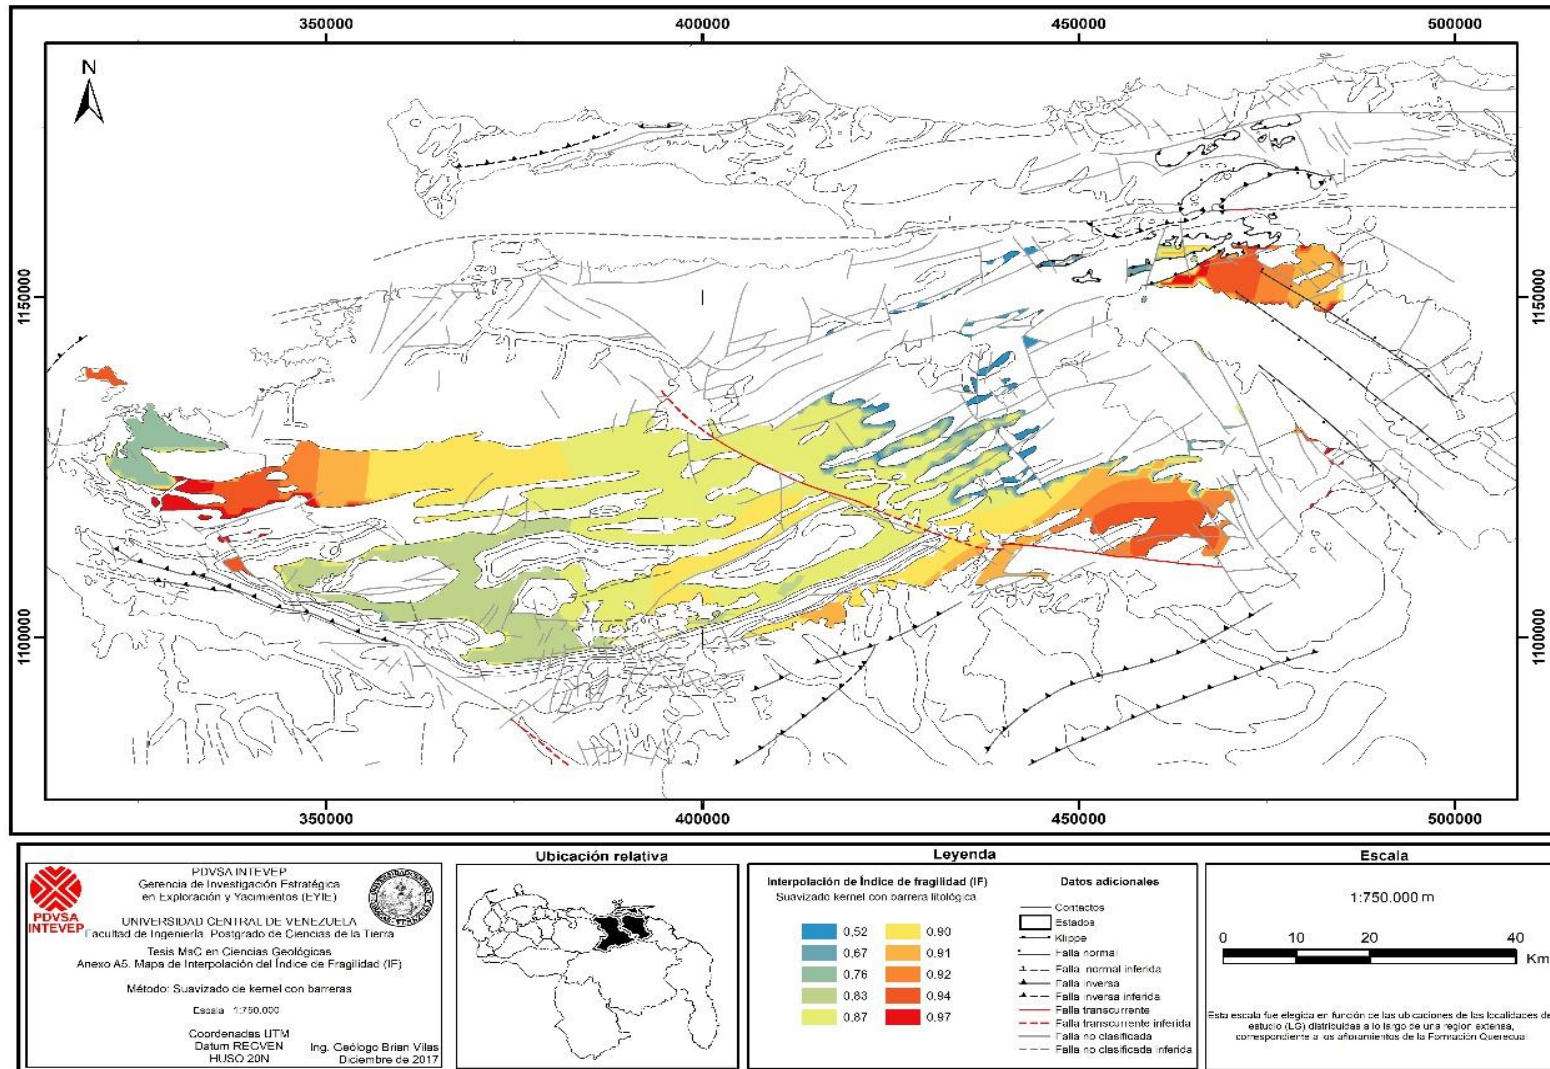 350000 400000 450000 500000
N
1150000 1150000
1100000 1100000
350000 400000 450000 500000
PDVSA
INTEVEP
PDVSA INTEVEP
Gerencia de Investigación Estratégica
en Exploración y Yacimientos (EYIE)
UNIVERSIDAD CENTRAL DE VENEZUELA
Facultad de Ingeniería. Postgrado de Ciencias de la Tierra
Tesis MsC en Ciencias Geológicas
Anexo A5. Mapa de Interpolación del Índice de Fragilidad (IF)
Método: Suavizado de kernel con barreras
Escala 1:750.000
Coordenadas UTM
Datum REGVEN
HUSO 20N
Ing. Geólogo Brian Vilas
Diciembre de 2017
Ubicación relativa
Leyenda
Interpolación de Índice de fragilidad (IF)
Suavizado kernel con barrera litológica
0.52 0.90
0.67 0.91
0.76 0.92
0.83 0.94
0.87 0.97
Datos adicionales
Contactos
Estados
Klippe
Falla normal
Falla normal inferida
Falla inversa
Falla inversa inferida
Falla transcurrente
Falla transcurrente inferida
Falla no clasificada
Falla no clasificada inferida
Escala
1:750.000 m
0 10 20 40
Km
Esta escala fue elegida en función de las ubicaciones de las localidades de
estudio (LG) distribuidas a lo largo de una región extensa,
correspondiente a los afloramientos de la Formación Querecual